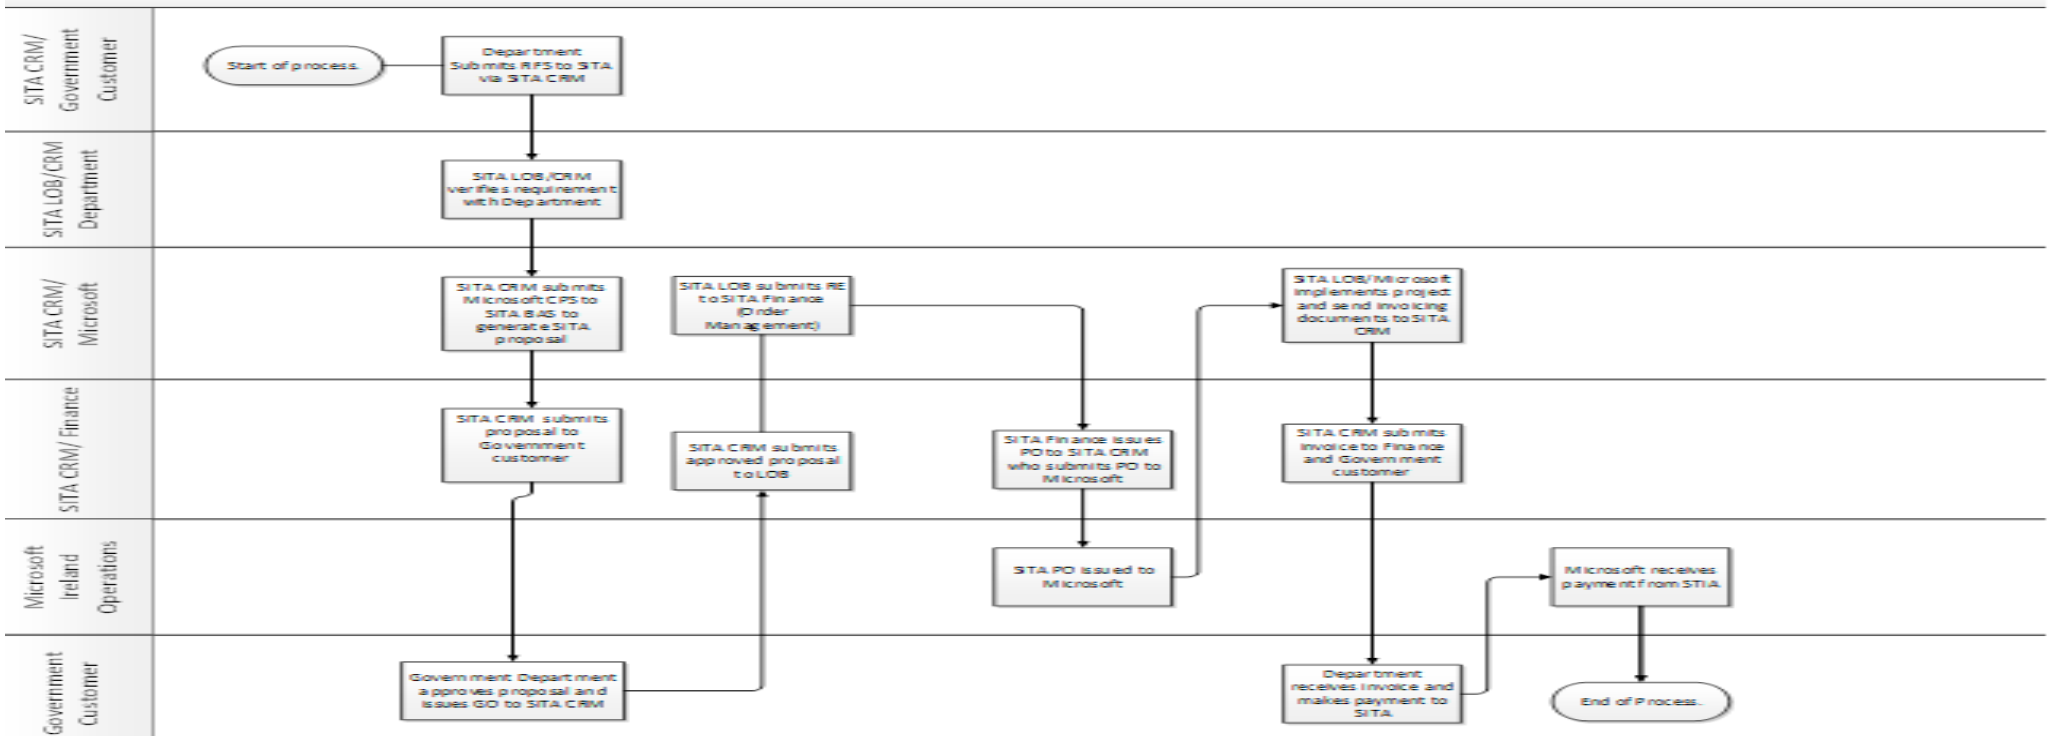 SITA CRM/
Government
Customer
Start of process.
Department
Submits RFS to SITA
via SITA CRM
SITA LOB/CRM
Department
SITA LOB/CRM
verifies requirement
with Department
SITA CRM/
Microsoft
SITA CRM submits
Microsoft CPS to
SITA BAS to
generate SITA
proposal
SITA LOB submits RE
to SITA Finance
(Order
Management)
SITA LOB/Microsoft
implements project
and send invoicing
documents to SITA
CRM
SITA CRM/ Finance
SITA CRM submits
proposal to
Government
customer
SITA CRM submits
approved proposal
to LOB
SITA Finance issues
PO to SITA CRM
who submits PO to
Microsoft
SITA CRM submits
invoice to Finance
and Government
customer
Microsoft
Ireland
Operations
SITA PO issued to
Microsoft
Microsoft receives
payment from STIA
Government
Customer
Government Department
approves proposal and
issues GO to SITA CRM
Department
receives invoice and
makes payment to
SITA
End of Process.